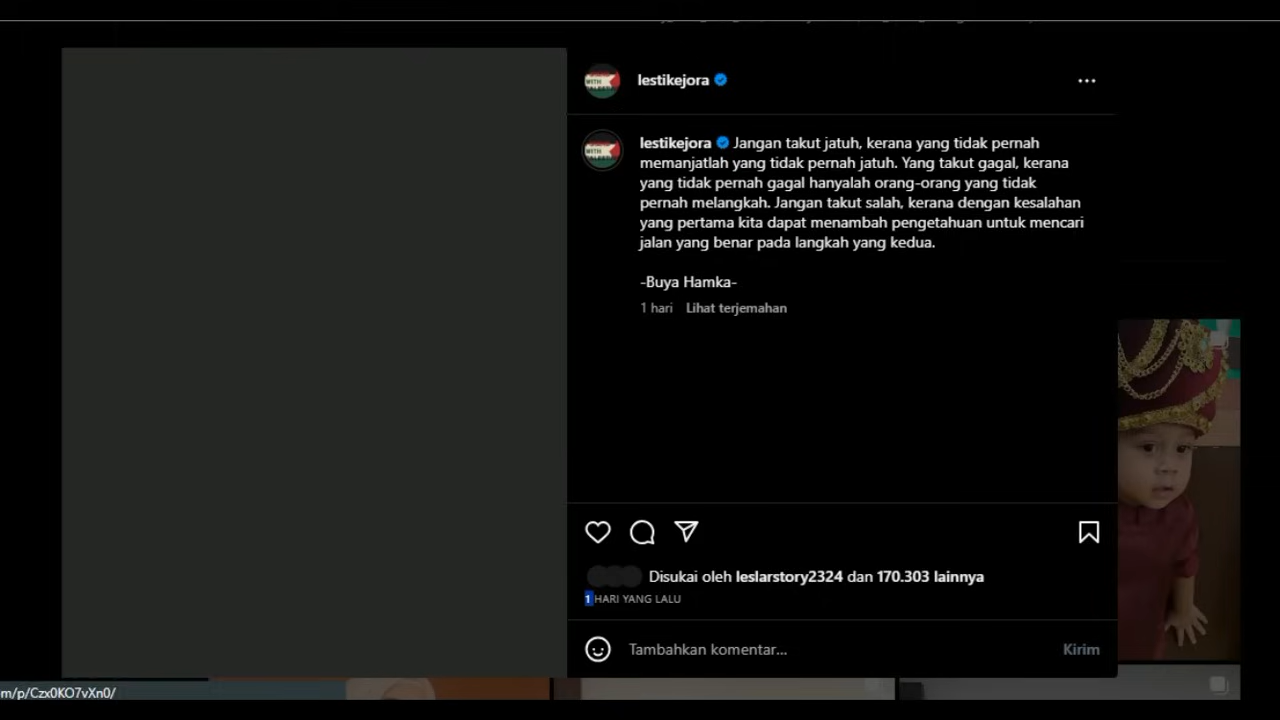 lestikejora
lestikejora Jangan takut jatuh, kerana yang tidak pernah
memanjatlah yang tidak pernah jatuh. Yang takut gagal, kerana
yang tidak pernah gagal hanyalah orang-orang yang tidak
pernah melangkah. Jangan takut salah, kerana dengan kesalahan
yang pertama kita dapat menambah pengetahuan untuk mencari
jalan yang benar pada langkah yang kedua.
-Buya Hamka-
1 hari Lihat terjemahan
Disukai oleh leslarstory2324 dan 170.303 lainnya
1 HARI YANG LALU
Tambahkan komentar... Kirim
m/p/Czx0KO7vXn0/